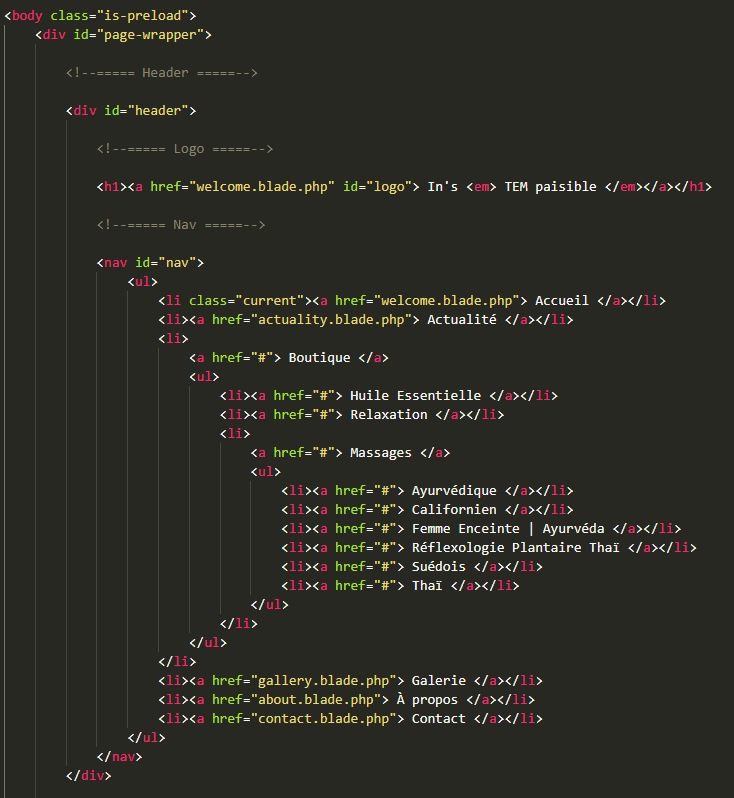 <body class="is-preload">
<div id="page-wrapper">
<!--===== Header ======-->
<div id="header">
<!--===== Logo ======-->
<h1><a href="welcome.blade.php" id="logo"> In's <em> TEM paisible </em></a></h1>
<!--===== Nav ======-->
<nav id="nav">
<ul>
<li class="current"><a href="welcome.blade.php"> Accueil </a></li>
<li><a href="actuality.blade.php"> Actualité </a></li>
<li>
<a href="#"> Boutique </a>
<ul>
<li><a href="#"> Huile Essentielle </a></li>
<li><a href="#"> Relaxation </a></li>
<li>
<a href="#"> Massages </a>
<ul>
<li><a href="#"> Ayurvédique </a></li>
<li><a href="#"> Californien </a></li>
<li><a href="#"> Femme Enceinte | Ayurvéda </a></li>
<li><a href="#"> Réflexologie Plantaire Thaï </a></li>
<li><a href="#"> Suédois </a></li>
<li><a href="#"> Thaï </a></li>
</ul>
</li>
</ul>
</li>
<li><a href="gallery.blade.php"> Galerie </a></li>
<li><a href="about.blade.php"> À propos </a></li>
<li><a href="contact.blade.php"> Contact </a></li>
</ul>
</nav>
</div>